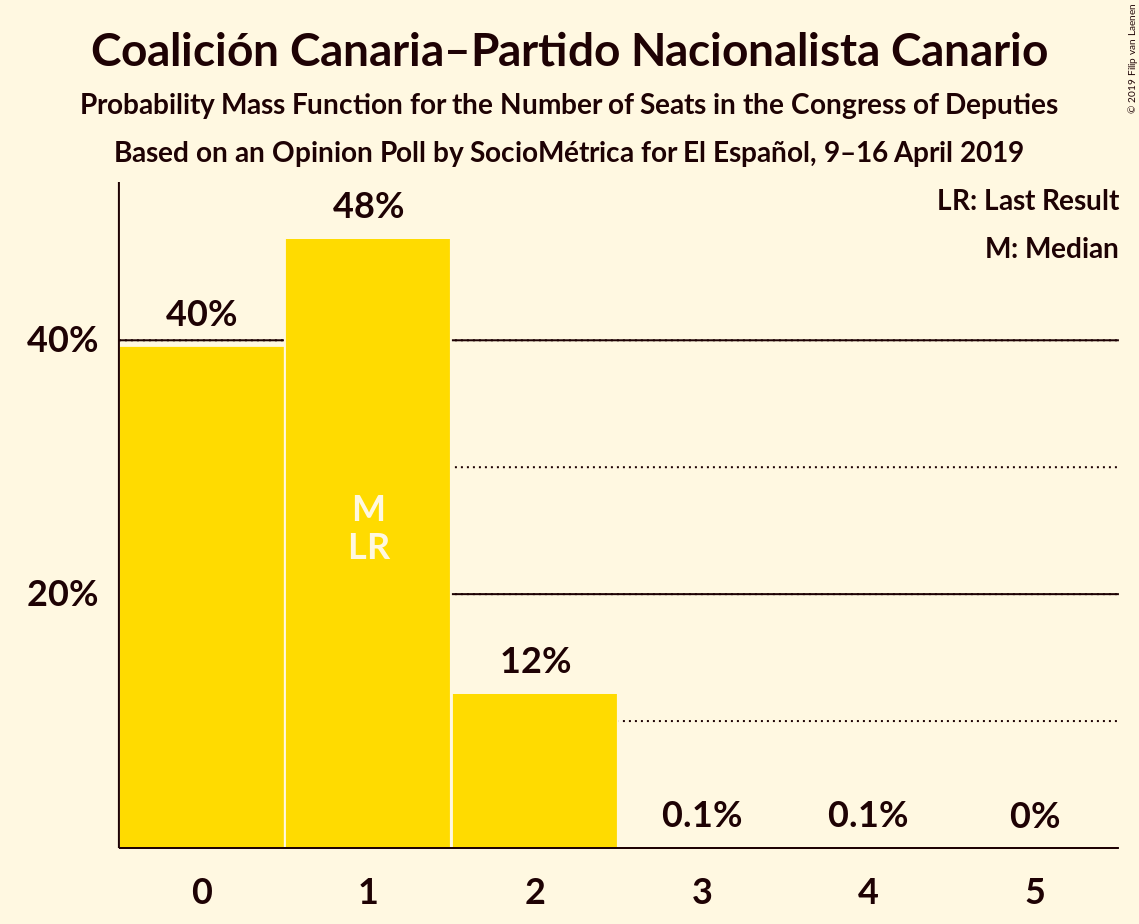 Coalición Canaria–Partido Nacionalista Canario
Probability Mass Function for the Number of Seats in the Congress of Deputies
Based on an Opinion Poll by SocioMétrica for El Español, 9–16 April 2019
© 2019 Filip van Laenen
LR: Last Result
M: Median
48%
40%
40%
M
LR
20%
12%
0.1%
0.1%
0%
0
1
2
3
4
5